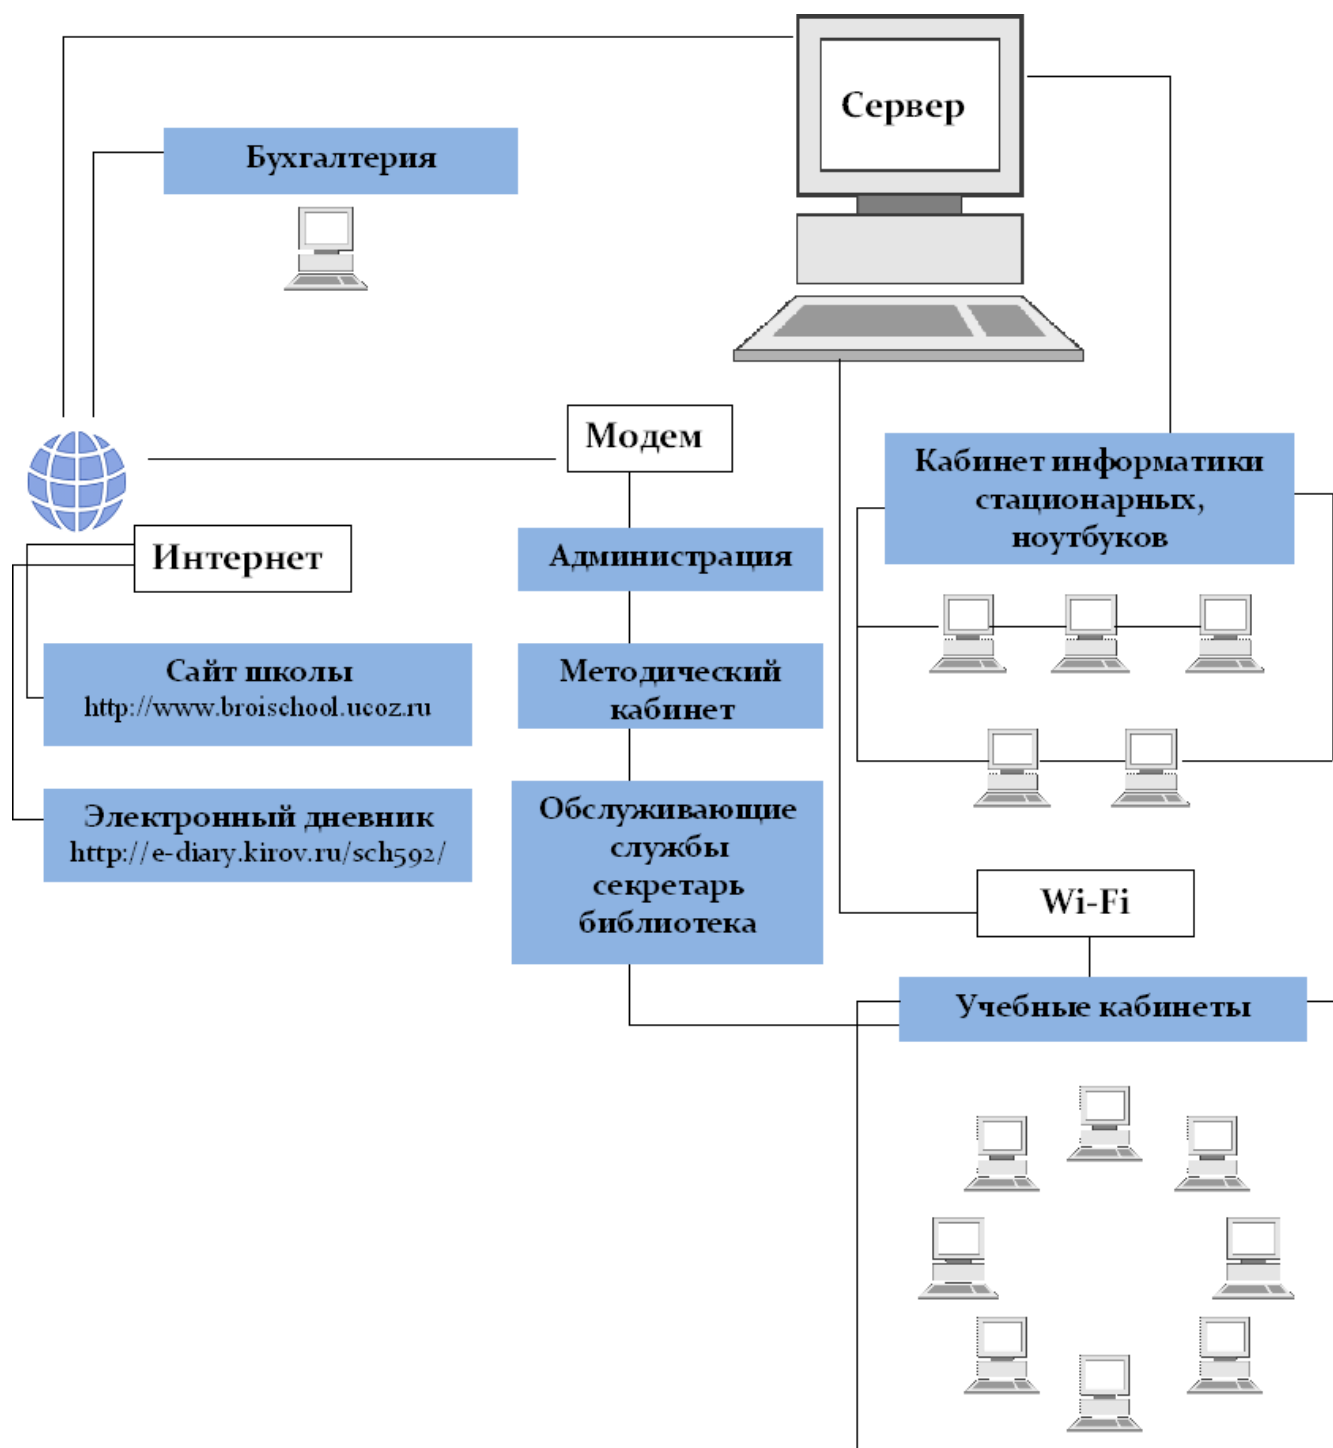 Сервер
Бухгалтерия
Модем
Кабинет информатики
стационарных,
ноутбуков
Интернет
Администрация
Сайт школы
http://www.broischool.ucoz.ru
Методический
кабинет
Электронный дневник
http://e-diary.kirov.ru/sch592/
Обслуживающие
службы
секретарь
библиотека
Wi-Fi
Учебные кабинеты